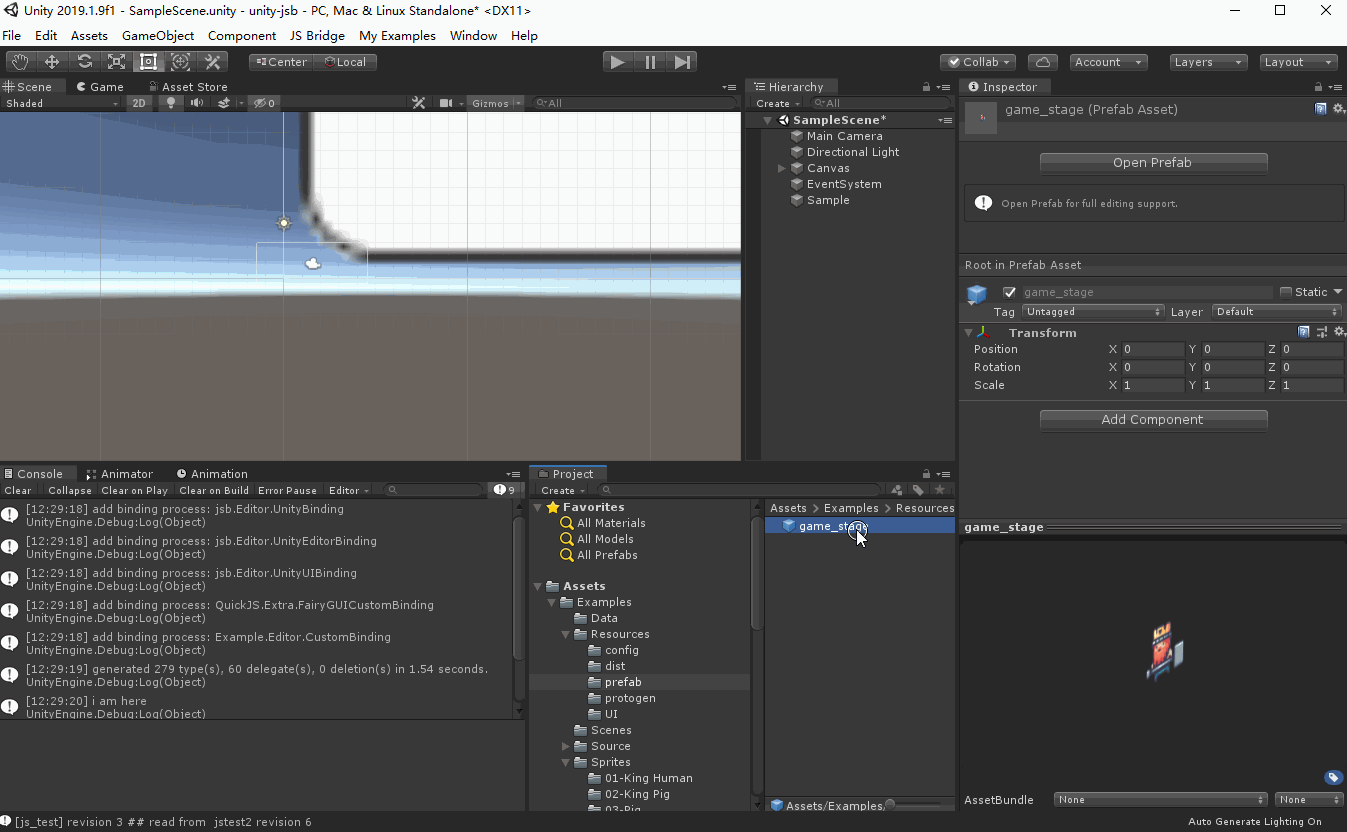 Unity 2019.1.9f1 - SampleScene.unity - unity-jsb - PC, Mac & Linux Standalone* <DX11>
File Edit Assets GameObject Component JS Bridge My Examples Window Help
Center Local Collab Account Layers Layout
Scene Game Asset Store
Shaded 2D 0 Gizmos All
Hierarchy
Create All
SampleScene*
Main Camera
Directional Light
Canvas
EventSystem
Sample
Inspector
game_stage (Prefab Asset)
Open Prefab
Open Prefab for full editing support.
Root in Prefab Asset
game_stage Static
Tag Untagged Layer Default
Transform
Position X 0 Y 0 Z 0
Rotation X 0 Y 0 Z 0
Scale X 1 Y 1 Z 1
Add Component
Console Animator Animation
Clear Collapse Clear on Play Clear on Build Error Pause Editor 9
[12:29:18] add binding process: jsb.Editor.UnityBinding
UnityEngine.Debug:Log(Object)
[12:29:18] add binding process: jsb.Editor.UnityEditorBinding
UnityEngine.Debug:Log(Object)
[12:29:18] add binding process: jsb.Editor.UnityUIBinding
UnityEngine.Debug:Log(Object)
[12:29:18] add binding process: QuickJS.Extra.FairyGUICustomBinding
UnityEngine.Debug:Log(Object)
[12:29:18] add binding process: Example.Editor.CustomBinding
UnityEngine.Debug:Log(Object)
[12:29:19] generated 279 type(s), 60 delegate(s), 0 deletion(s) in 1.54 seconds.
UnityEngine.Debug:Log(Object)
[12:29:20] i am here
UnityEngine.Debug:Log(Object)
Project
Create
Favorites
All Materials
All Models
All Prefabs
Assets
Examples
Data
Resources
config
dist
prefab
protogen
UI
Scenes
Source
Sprites
01-King Human
02-King Pig
03-Pig
Assets > Examples > Resources
game_stage
Assets/Examples/
game_stage
AssetBundle None None
[js_test] revision 3 ## read from jstest2 revision 6
Auto Generate Lighting On